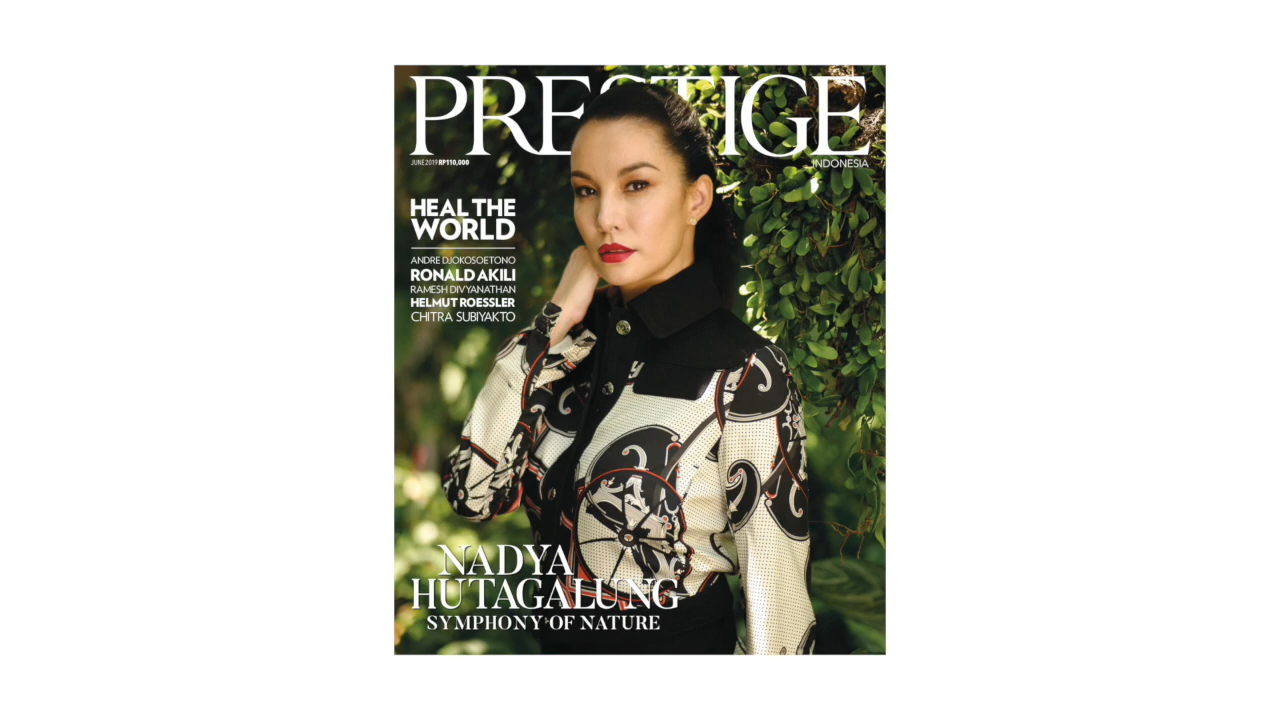 PRESTIGE
JUNE 2019 RP110,000
INDONESIA
HEAL THE
WORLD
ANDRE DJOKOSOETONO
RONALD AKILI
RAMESH DIVYANATHAN
HELMUT ROESSLER
CHITRA SUBIYAKTO
NADYA
HUTAGALUNG
SYMPHONY OF NATURE